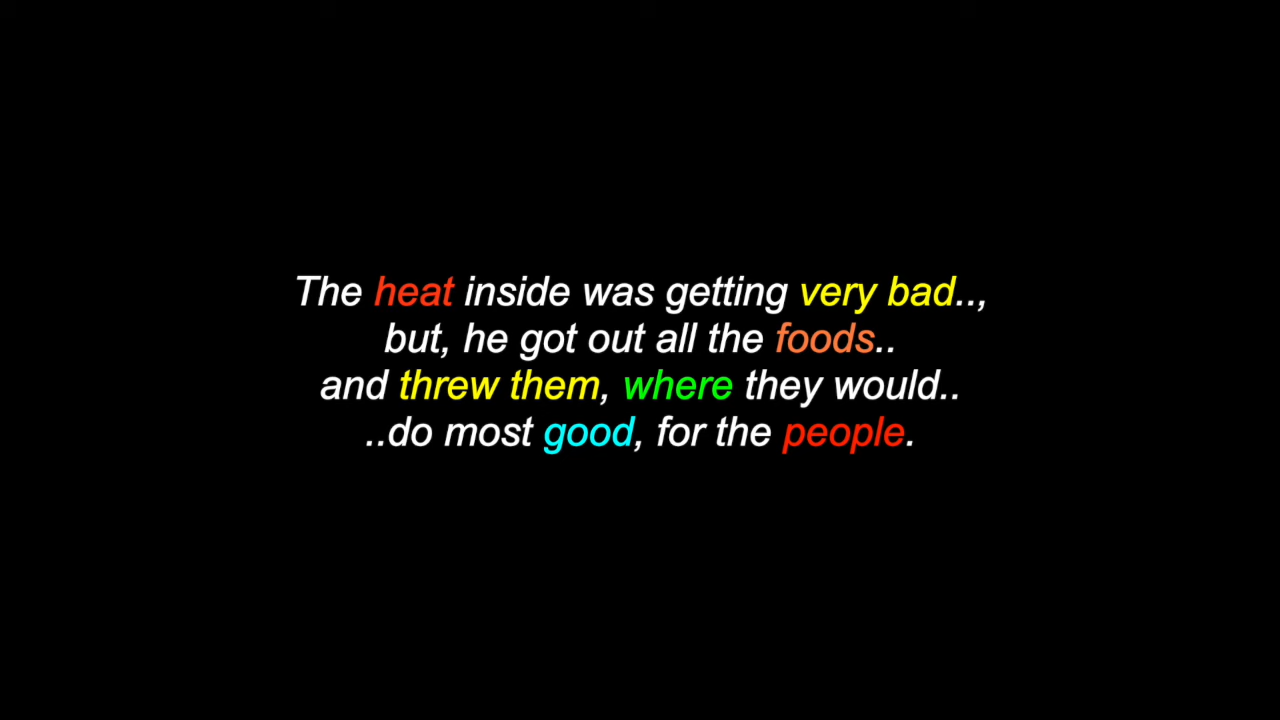 The heat inside was getting very bad..,
but, he got out all the foods..
and threw them, where they would..
..do most good, for the people.